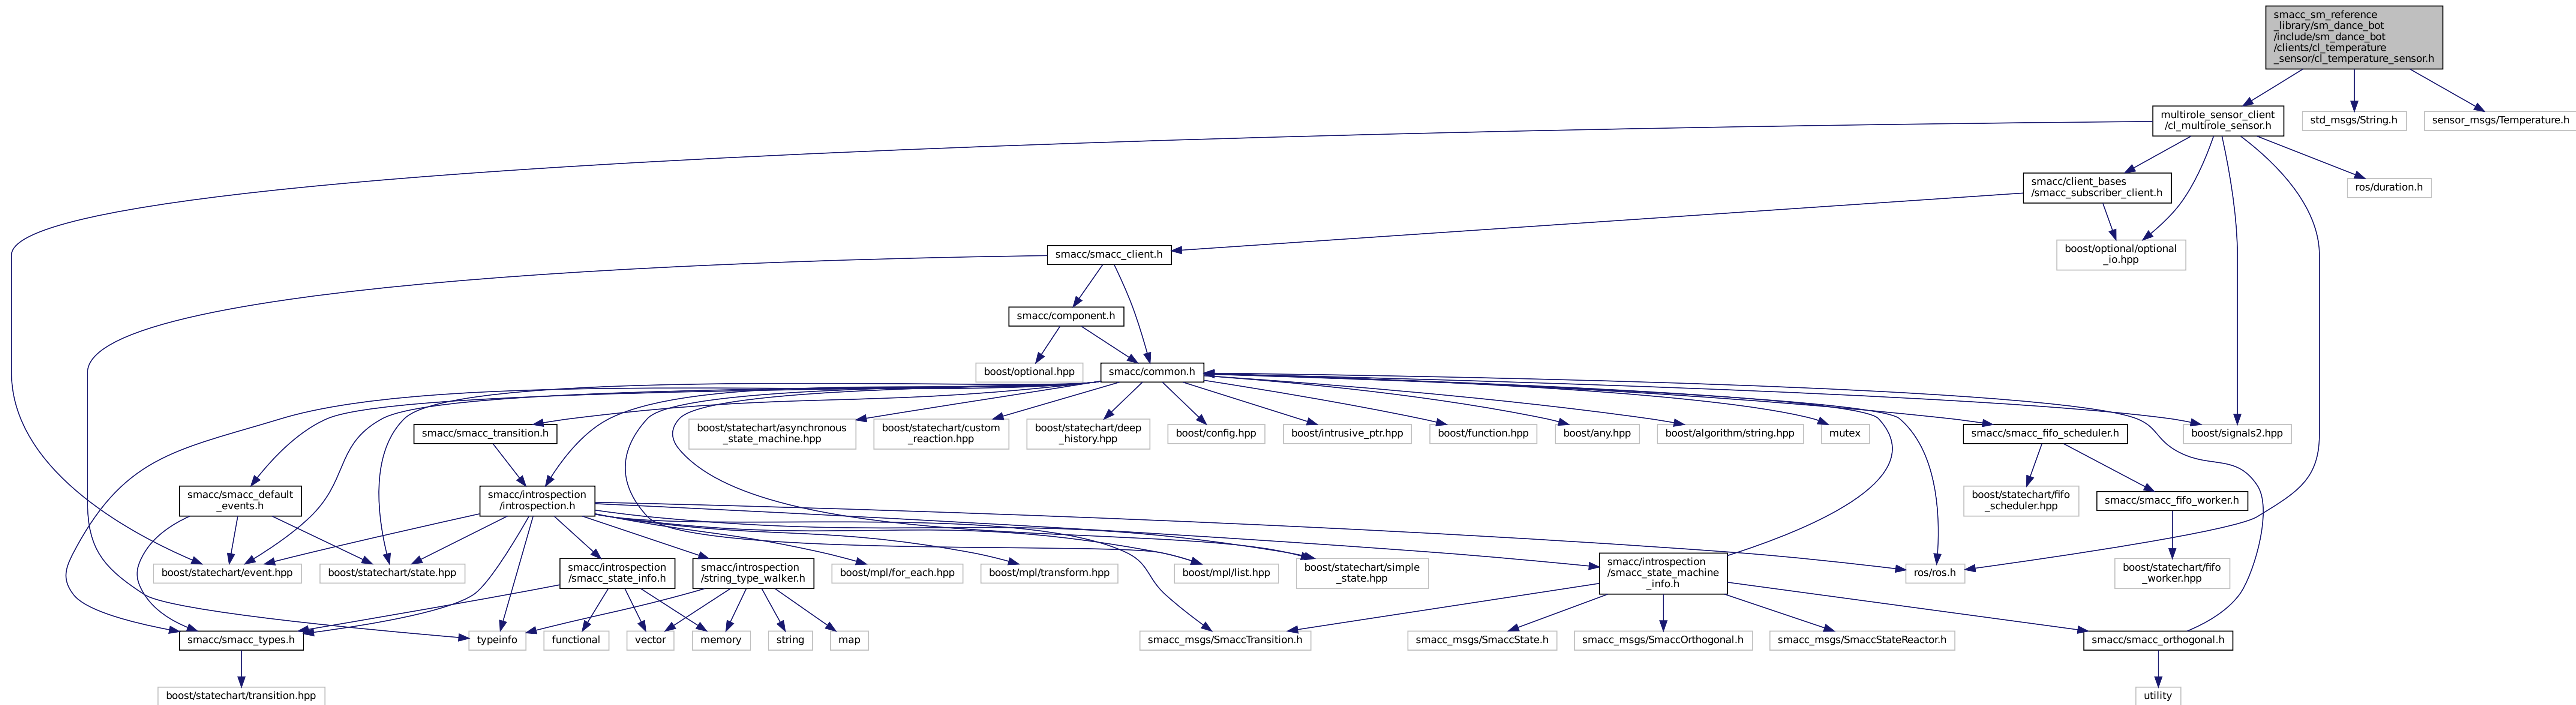 smacc_sm_reference
_library/sm_dance_bot
/include/sm_dance_bot
/clients/cl_temperature
_sensor/cl_temperature_sensor.h
multirole_sensor_client
/cl_multirole_sensor.h
std_msgs/String.h
sensor_msgs/Temperature.h
smacc/client_bases
/smacc_subscriber_client.h
ros/duration.h
smacc/smacc_client.h
boost/optional/optional
_io.hpp
smacc/component.h
boost/optional.hpp
smacc/common.h
smacc/smacc_transition.h
boost/statechart/asynchronous
_state_machine.hpp
boost/statechart/custom
_reaction.hpp
boost/statechart/deep
_history.hpp
boost/config.hpp
boost/intrusive_ptr.hpp
boost/function.hpp
boost/any.hpp
boost/algorithm/string.hpp
mutex
smacc/smacc_fifo_scheduler.h
boost/signals2.hpp
smacc/smacc_default
_events.h
smacc/introspection
/introspection.h
boost/statechart/fifo
_scheduler.hpp
smacc/smacc_fifo_worker.h
boost/statechart/event.hpp
boost/statechart/state.hpp
smacc/introspection
/smacc_state_info.h
smacc/introspection
/string_type_walker.h
boost/mpl/for_each.hpp
boost/mpl/transform.hpp
boost/mpl/list.hpp
boost/statechart/simple
_state.hpp
smacc/introspection
/smacc_state_machine
_info.h
ros/ros.h
boost/statechart/fifo
_worker.hpp
smacc/smacc_types.h
typeinfo
functional
vector
memory
string
map
smacc_msgs/SmaccTransition.h
smacc_msgs/SmaccState.h
smacc_msgs/SmaccOrthogonal.h
smacc_msgs/SmaccStateReactor.h
smacc/smacc_orthogonal.h
boost/statechart/transition.hpp
utility